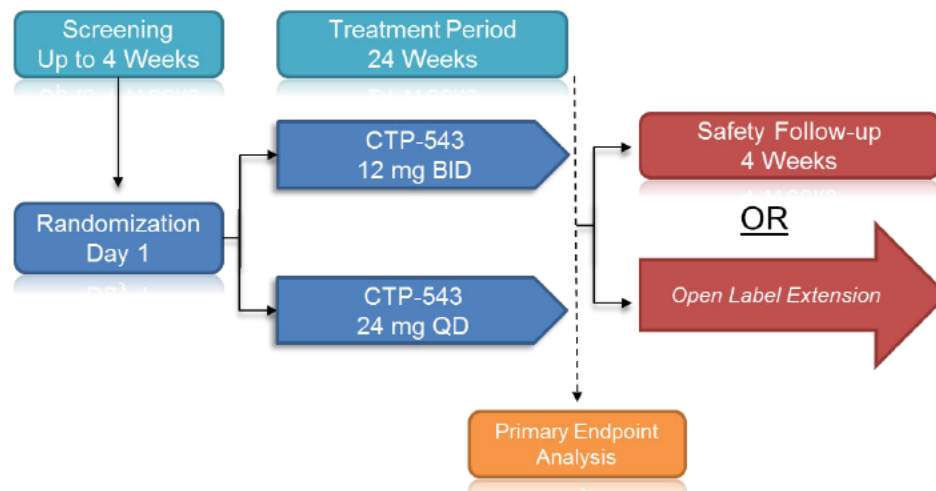 Screening
Up to 4 Weeks
Treatment Period
24 Weeks
CTP-543
12 mg BID
Safety Follow-up
4 Weeks
OR
Randomization
Day 1
CTP-543
24 mg QD
Open Label Extension
Primary Endpoint
Analysis